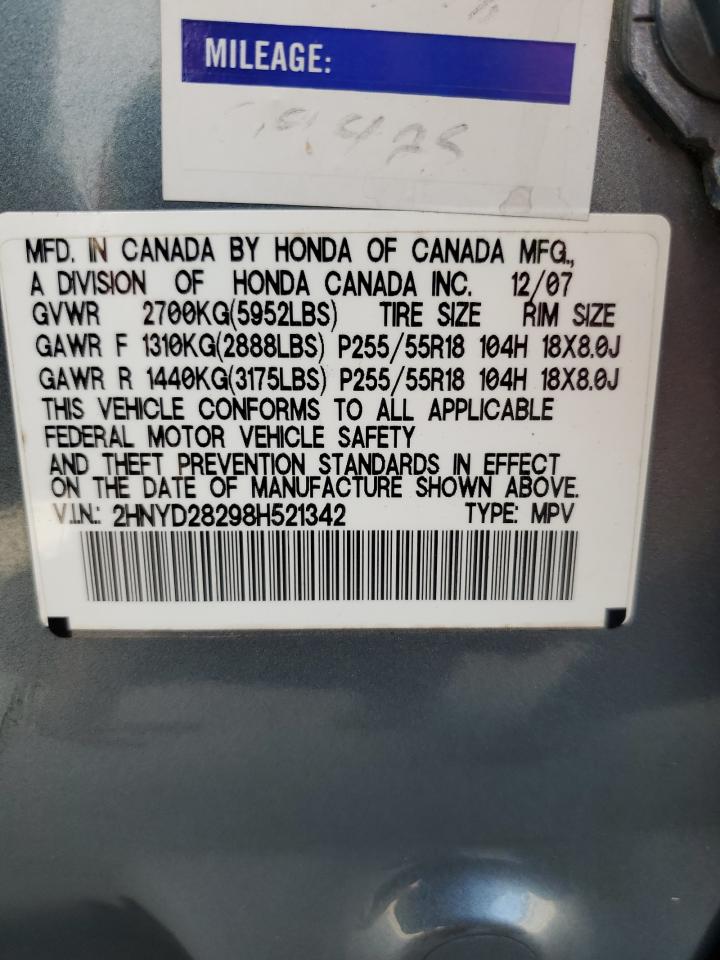 MILEAGE:
MFD. IN CANADA BY HONDA OF CANADA MFG.,
A DIVISION OF HONDA CANADA INC. 12/07
GVWR 2700KG(5952LBS) TIRE SIZE RIM SIZE
GAWR F 1310KG(2888LBS) P255/55R18 104H 18X8.0J
GAWR R 1440KG(3175LBS) P255/55R18 104H 18X8.0J
THIS VEHICLE CONFORMS TO ALL APPLICABLE
FEDERAL MOTOR VEHICLE SAFETY
AND THEFT PREVENTION STANDARDS IN EFFECT
ON THE DATE OF MANUFACTURE SHOWN ABOVE.
V.I.N.: 2HNYD28298H521342 TYPE: MPV